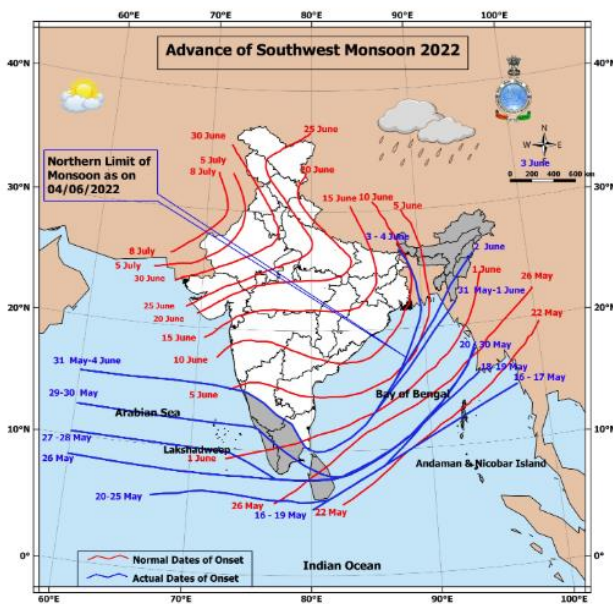 60°E 70°E 80°E 90°E 100°E
Advance of Southwest Monsoon 2022
40°N 40°N
30 June
25 June
5 July
8 July
20 June
Northern Limit of
Monsoon as on
04/06/2022
N
W E
S
3 June
0 200 400 600 km
30°N 30°N
15 June
10 June
5 June
3 - 4 June
2 June
8 July
5 July
30 June
1 June
26 May
31 May-1 June
22 May
25 June
20 June
20°N 20°N
15 June
10 June
20 - 30 May
18-19 May
16 - 17 May
31 May-4 June
29-30 May
5 June
Bay of Bengal
Arabian Sea
10°N 10°N
27 -28 May
Lakshadweep
1 June
26 May
Andaman & Nicobar Island
20-25 May
26 May
16 - 19 May
22 May
0° 0°
Normal Dates of Onset
Actual Dates of Onset
Indian Ocean
60°E 70°E 80°E 90°E 100°E